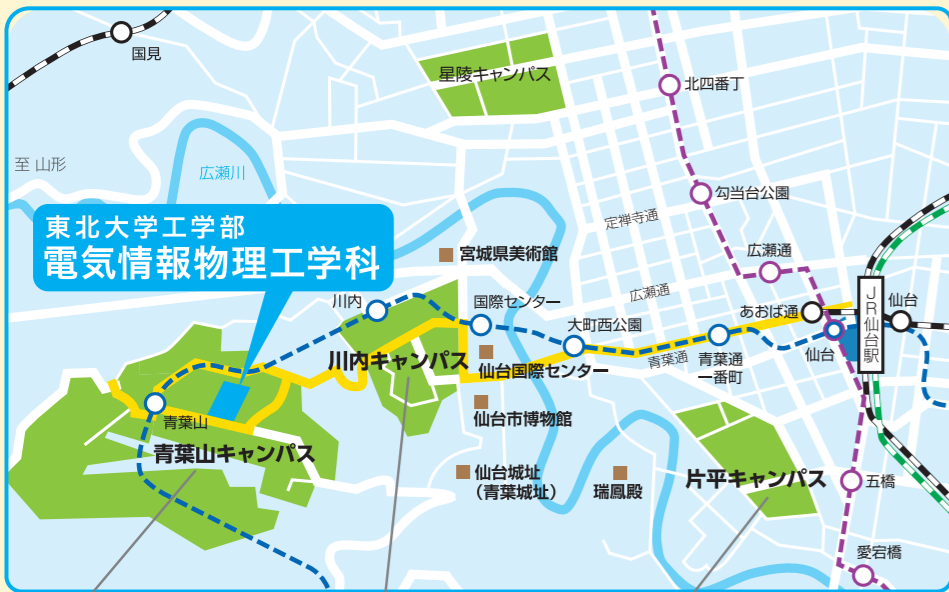 国見
星陵キャンパス
北四番丁
至 山形
広瀬川
勾当台公園
定禅寺通
東北大学工学部
電気情報物理工学科
宮城県美術館
広瀬通
広瀬通
川内
国際センター
あおば通
JR仙台駅
仙台
大町西公園
青葉通
青葉通
一番町
仙台
川内キャンパス
仙台国際センター
青葉山
仙台市博物館
青葉山キャンパス
仙台城址
(青葉城址)
瑞鳳殿
片平キャンパス
五橋
愛宕橋